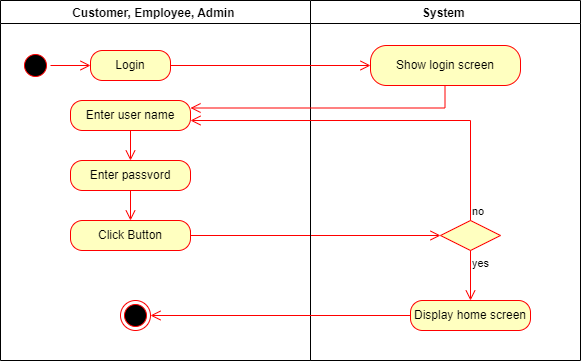 Customer, Employee, Admin
System
Login
Show login screen
Enter user name
Enter passvord
Click Button
no
yes
Display home screen